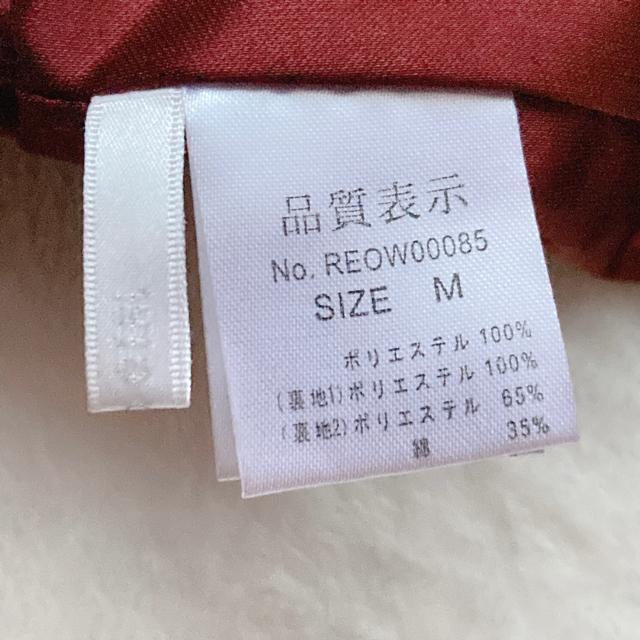 品質表示
No. REOW00085
SIZE M
ポリエステル 100%
(裏地1)ポリエステル 100%
(裏地2)ポリエステル 65%
綿 35%